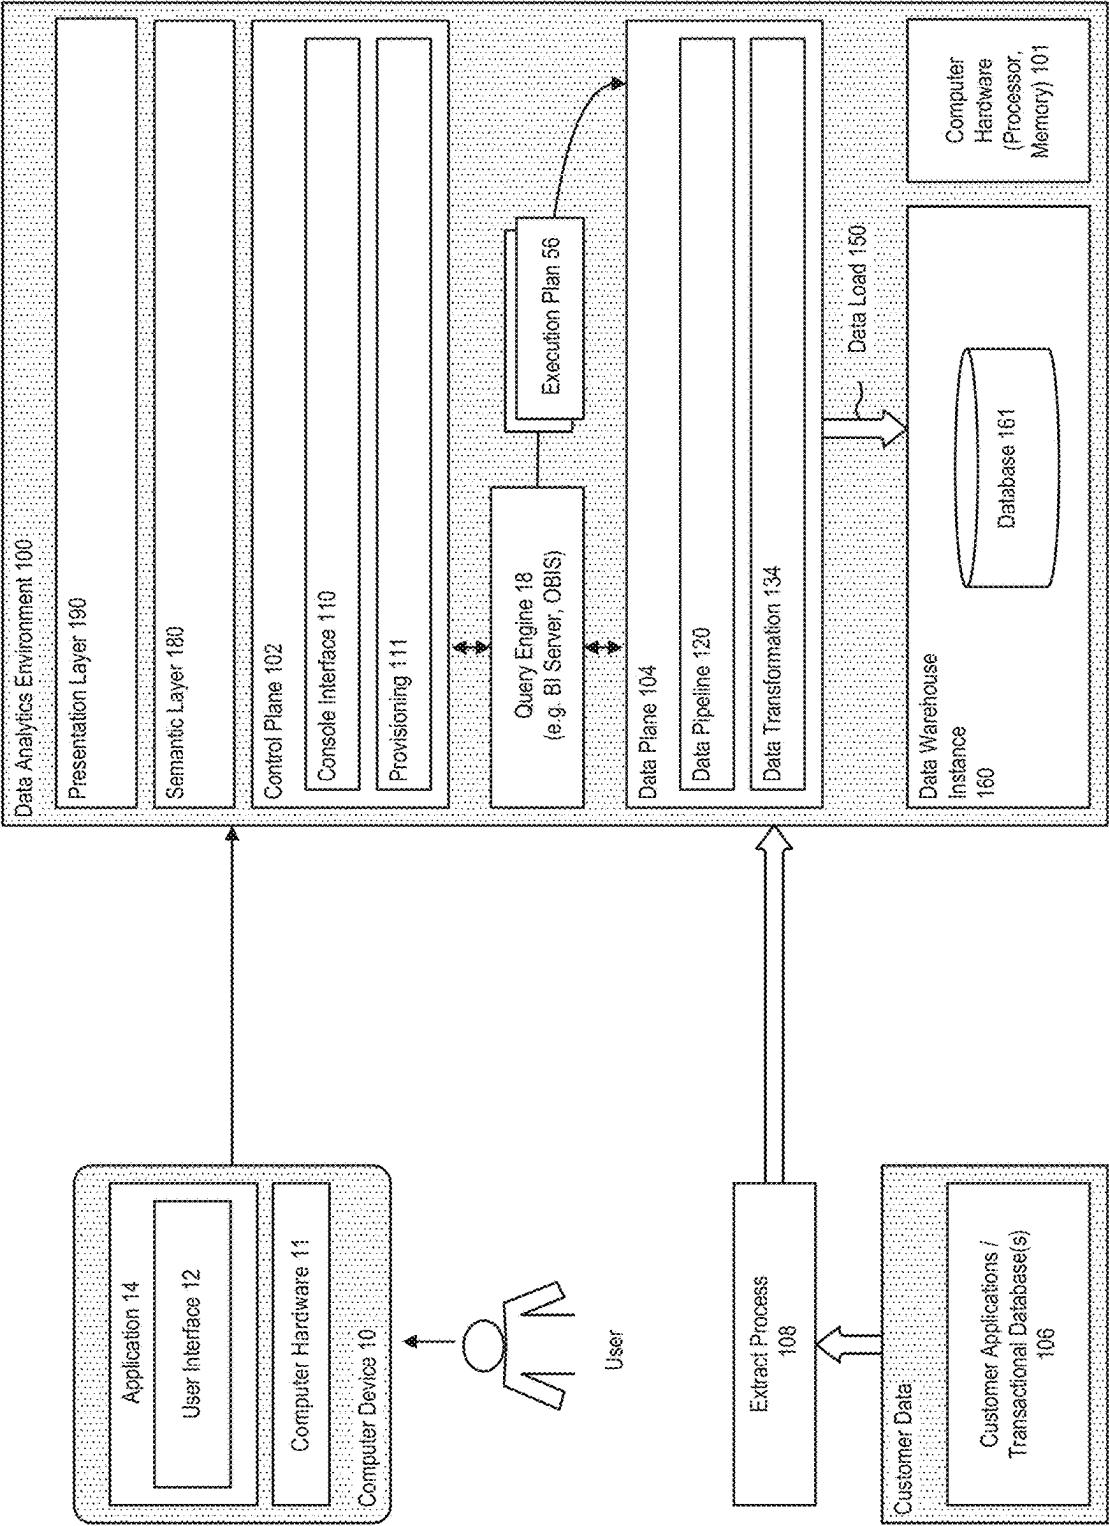 Data Analytics Environment 100
Presentation Layer 190
Semantic Layer 180
Control Plane 102
Console Interface 110
Provisioning 111
Query Engine 18
(e.g. BI Server, OBIS)
Execution Plan 56
Data Plane 104
Data Pipeline 120
Data Transformation 134
Data Load 150
Data Warehouse
Instance
160
Database 161
Computer
Hardware
(Processor,
Memory) 101
Application 14
User Interface 12
Computer Hardware 11
Computer Device 10
User
Extract Process
108
Customer Data
Customer Applications /
Transactional Database(s)
106